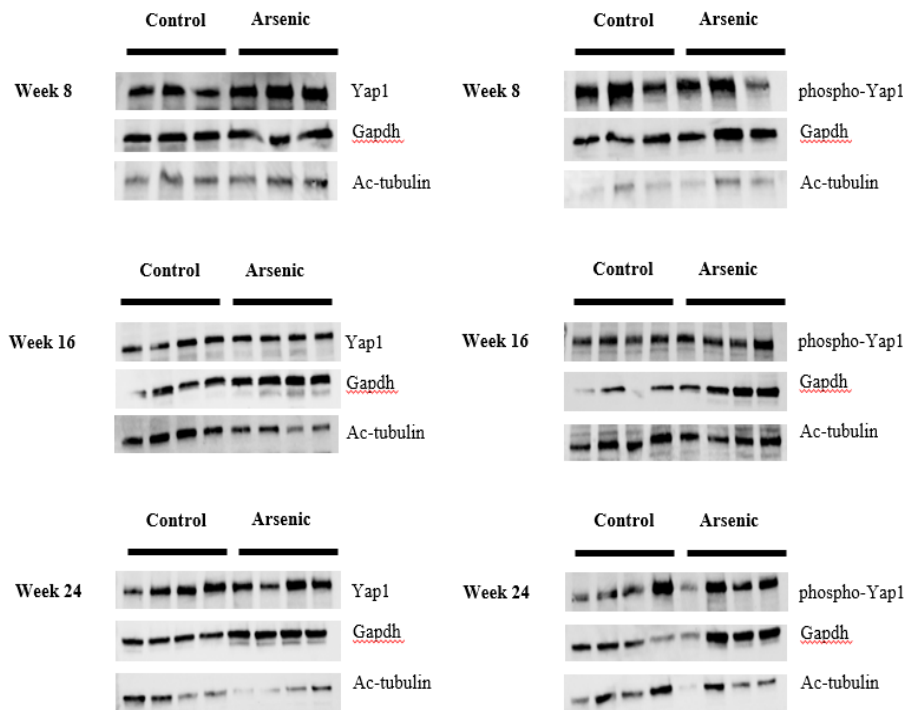 Control Arsenic
Week 8
Yap1
Gapdh
Ac-tubulin
Control Arsenic
Week 8
phospho-Yap1
Gapdh
Ac-tubulin
Control Arsenic
Week 16
Yap1
Gapdh
Ac-tubulin
Control Arsenic
Week 16
phospho-Yap1
Gapdh
Ac-tubulin
Control Arsenic
Week 24
Yap1
Gapdh
Ac-tubulin
Control Arsenic
Week 24
phospho-Yap1
Gapdh
Ac-tubulin